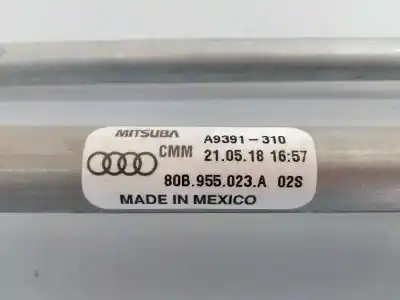 MITSUBA A9391-310
CMM 21.05.18 16:57
80B.955.023.A 02S
MADE IN MEXICO